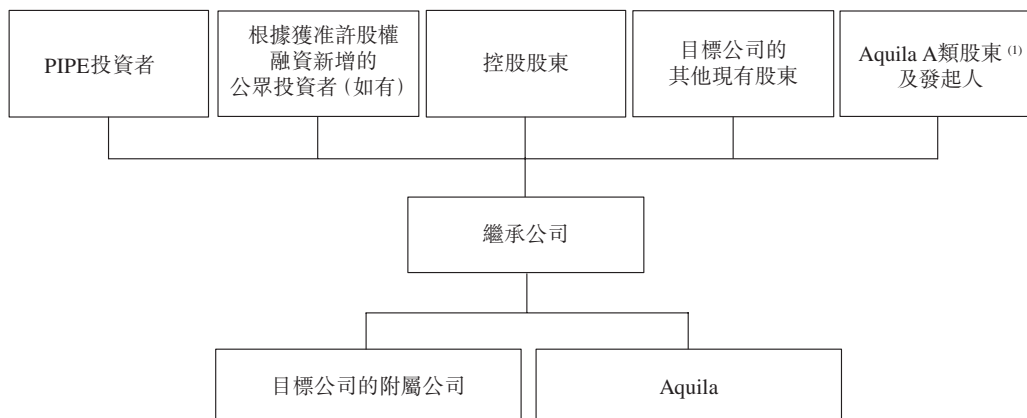 PIPE投資者
根據獲准許股權
融資新增的
公眾投資者（如有）
控股股東
目標公司的
其他現有股東
Aquila A類股東 (1)
及發起人
繼承公司
目標公司的附屬公司
Aquila